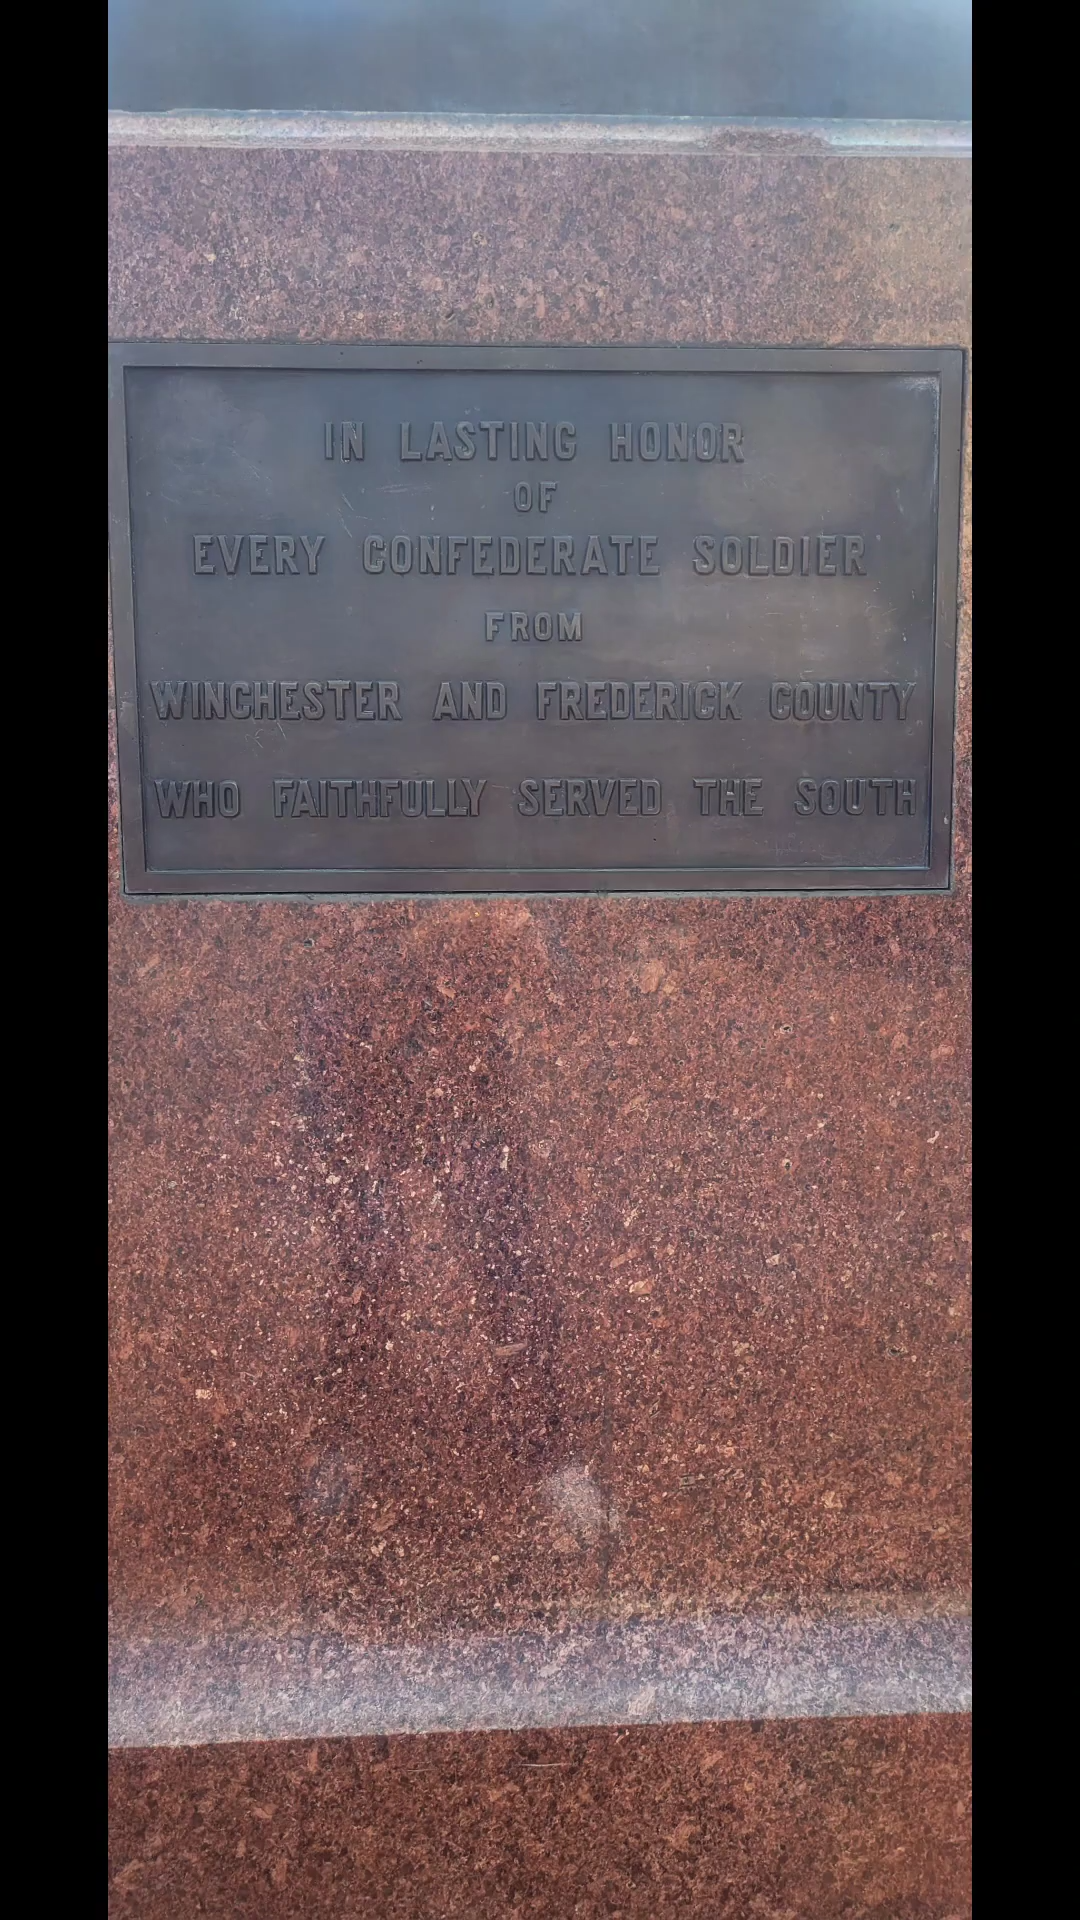 IN LASTING HONOR
OF
EVERY CONFEDERATE SOLDIER
FROM
WINCHESTER AND FREDERICK COUNTY
WHO FAITHFULLY SERVED THE SOUTH